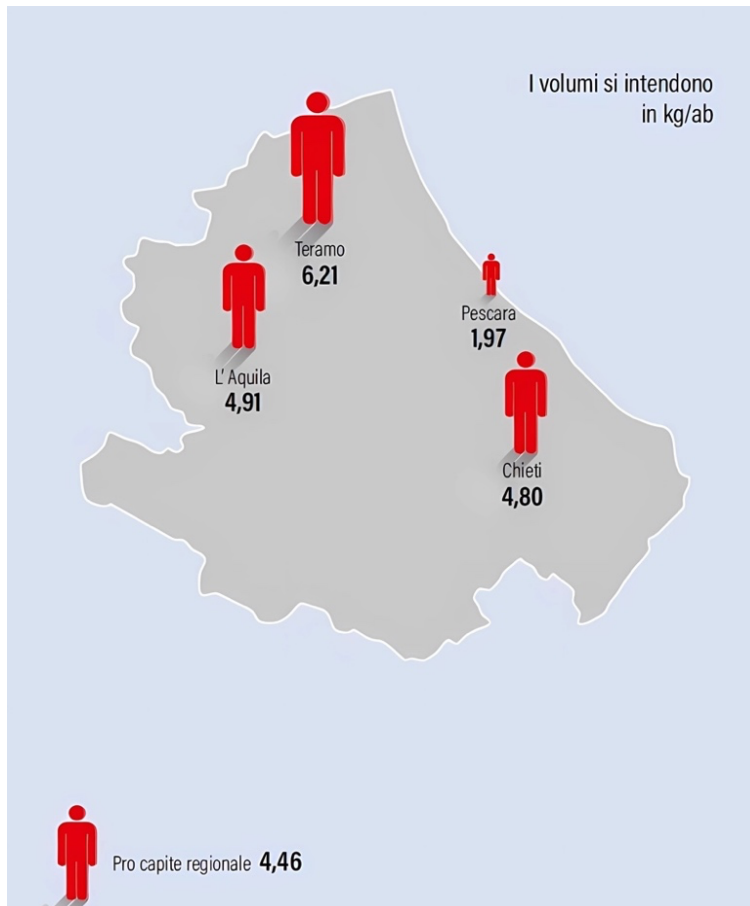 I volumi si intendono
in kg/ab
Teramo
6,21
Pescara
1,97
L' Aquila
4,91
Chieti
4,80
Pro capite regionale 4,46